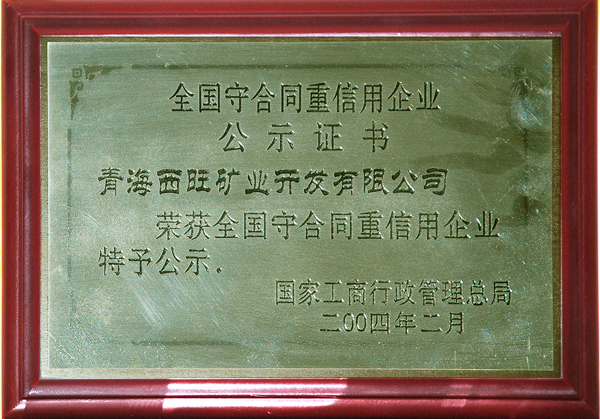 全国守合同重信用企业
公示证书
青海西旺矿业开发有限公司
荣获全国守合同重信用企业
特予公示.
国家工商行政管理总局
二00四年二月